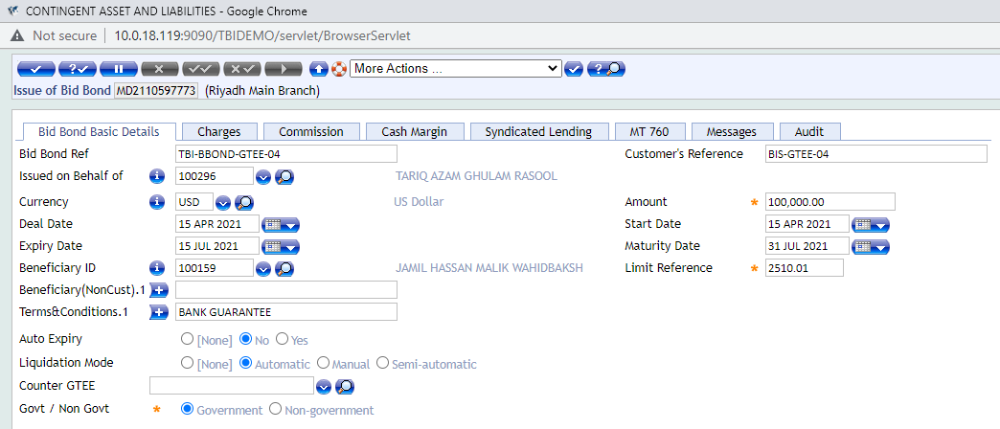 CONTINGENT ASSET AND LIABILITIES - Google Chrome
Not secure | 10.0.18.119:9090/TBIDEMO/servlet/BrowserServlet
More Actions ...
Issue of Bid Bond MD2110597773 (Riyadh Main Branch)
Bid Bond Basic Details Charges Commission Cash Margin Syndicated Lending MT 760 Messages Audit
Bid Bond Ref TBI-BBOND-GTEE-04 Customer's Reference BIS-GTEE-04
Issued on Behalf of 100296 TARIQ AZAM GHULAM RASOOL
Currency USD US Dollar Amount * 100,000.00
Deal Date 15 APR 2021 Start Date 15 APR 2021
Expiry Date 15 JUL 2021 Maturity Date 31 JUL 2021
Beneficiary ID 100159 JAMIL HASSAN MALIK WAHIDBAKSH Limit Reference * 2510.01
Beneficiary(NonCust).1
Terms&Conditions.1 BANK GUARANTEE
Auto Expiry [None] No Yes
Liquidation Mode [None] Automatic Manual Semi-automatic
Counter GTEE
Govt / Non Govt * Government Non-government